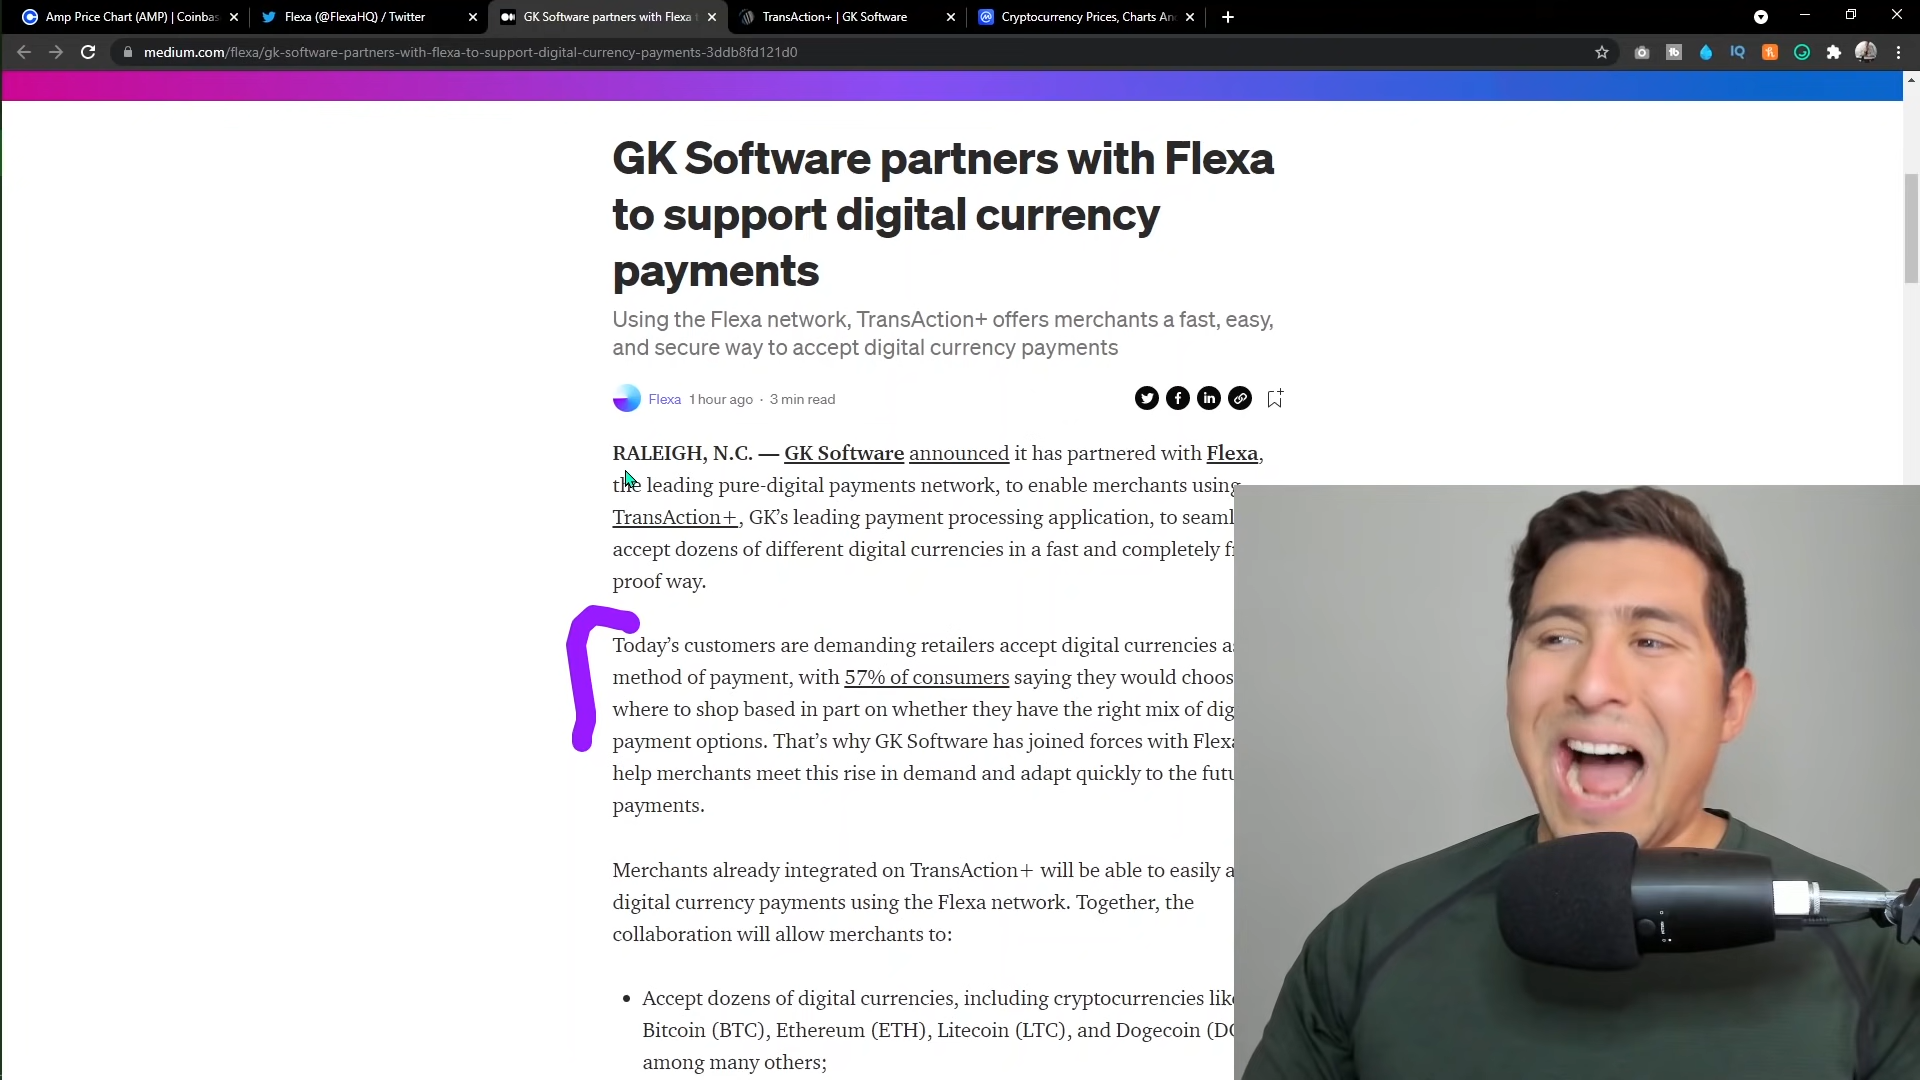 Amp Price Chart (AMP) | Coinbas
Flexa (@FlexaHQ) / Twitter
GK Software partners with Flexa t
TransAction+ | GK Software
Cryptocurrency Prices, Charts An
medium.com/flexa/gk-software-partners-with-flexa-to-support-digital-currency-payments-3ddb8fd121d0
GK Software partners with Flexa
to support digital currency
payments
Using the Flexa network, TransAction+ offers merchants a fast, easy,
and secure way to accept digital currency payments
Flexa 1 hour ago · 3 min read
RALEIGH, N.C. — GK Software announced it has partnered with Flexa,
the leading pure-digital payments network, to enable merchants using
TransAction+, GK’s leading payment processing application, to seaml
accept dozens of different digital currencies in a fast and completely f
proof way.
Today’s customers are demanding retailers accept digital currencies a
method of payment, with 57% of consumers saying they would choos
where to shop based in part on whether they have the right mix of dig
payment options. That’s why GK Software has joined forces with Flexa
help merchants meet this rise in demand and adapt quickly to the futu
payments.
Merchants already integrated on TransAction+ will be able to easily a
digital currency payments using the Flexa network. Together, the
collaboration will allow merchants to:
• Accept dozens of digital currencies, including cryptocurrencies lik
Bitcoin (BTC), Ethereum (ETH), Litecoin (LTC), and Dogecoin (DO
among many others;